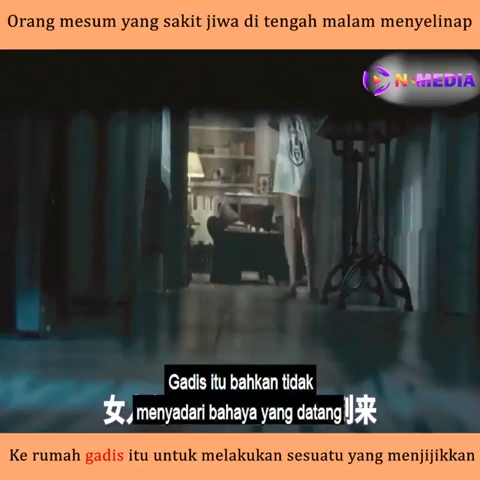 Orang mesum yang sakit jiwa di tengah malam menyelinap
N-MEDIA
Gadis itu bahkan tidak
menyadari bahaya yang datang
女 来
Ke rumah gadis itu untuk melakukan sesuatu yang menjijikkan